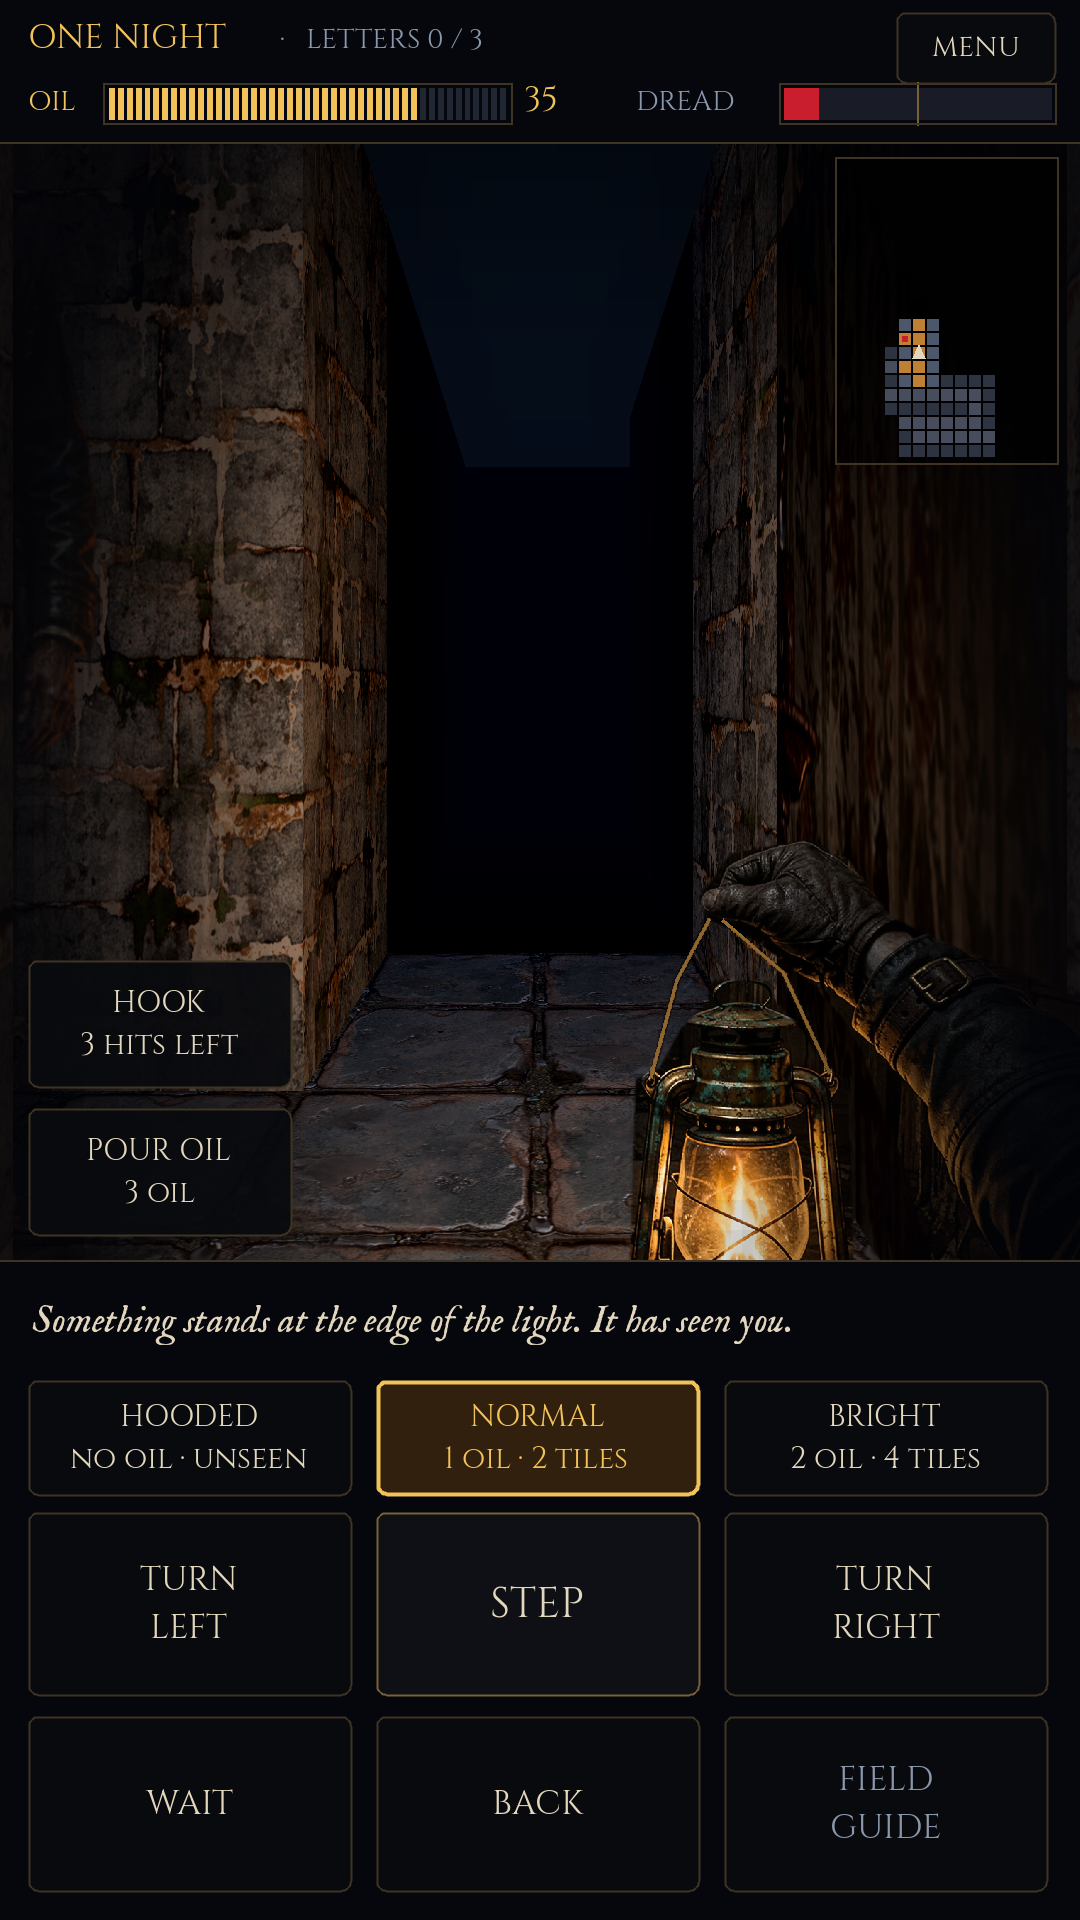 ONE NIGHT · LETTERS 0 / 3
MENU
OIL 35 DREAD
HOOK
3 HITS LEFT
POUR OIL
3 OIL
Something stands at the edge of the light. It has seen you.
HOODED
NO OIL · UNSEEN
NORMAL
1 OIL · 2 TILES
BRIGHT
2 OIL · 4 TILES
TURN
LEFT
STEP
TURN
RIGHT
WAIT
BACK
FIELD
GUIDE